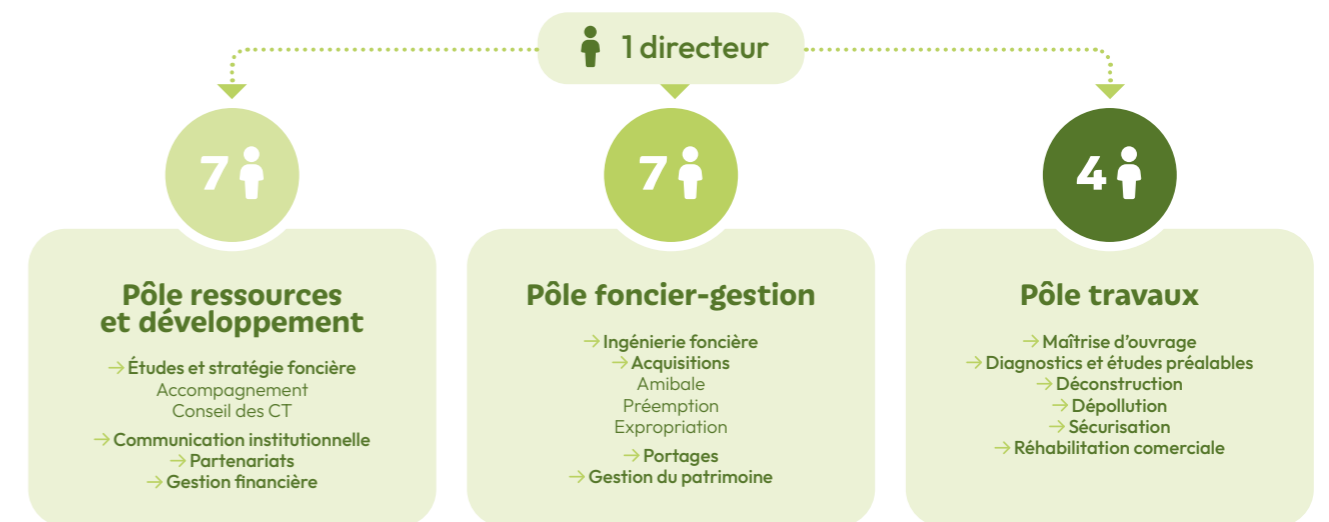 1 directeur
7
Pôle ressources
et développement
→ Études et stratégie foncière
Accompagnement
Conseil des CT
→ Communication institutionnelle
→ Partenariats
→ Gestion financière
7
Pôle foncier-gestion
→ Ingénierie foncière
→ Acquisitions
Amibale
Préemption
Expropriation
→ Portages
→ Gestion du patrimoine
4
Pôle travaux
→ Maîtrise d’ouvrage
→ Diagnostics et études préalables
→ Déconstruction
→ Dépollution
→ Sécurisation
→ Réhabilitation comerciale